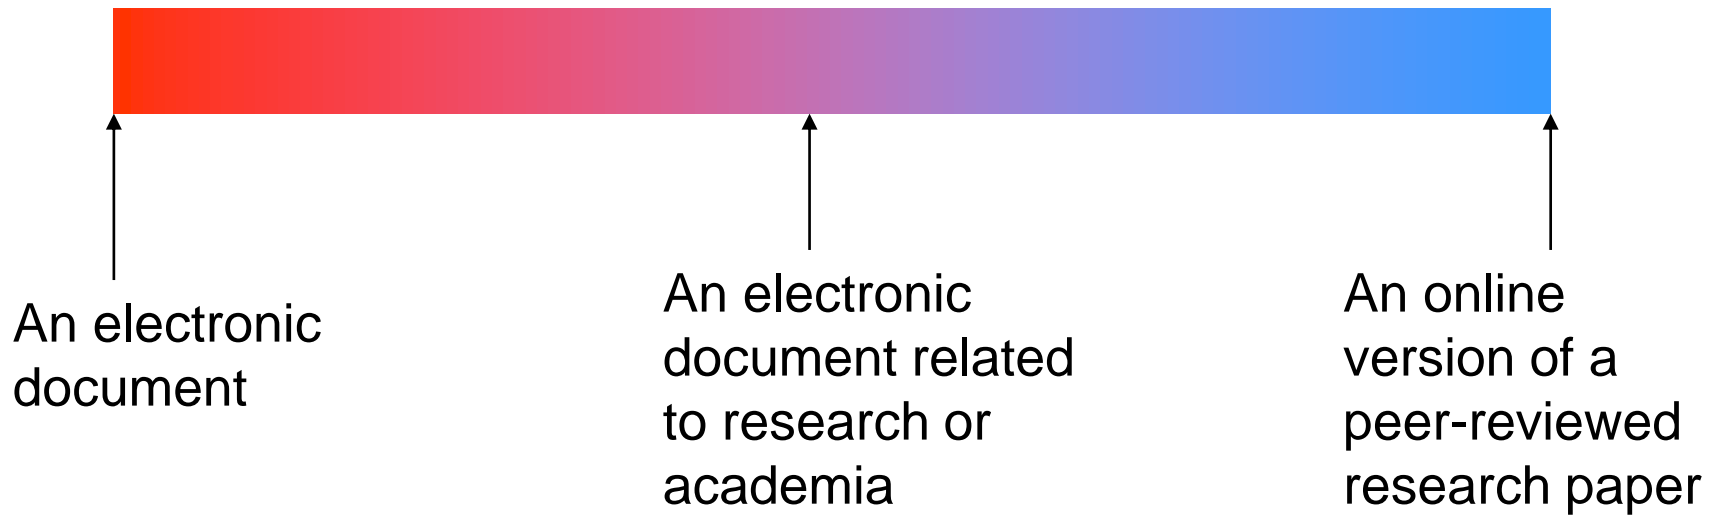 An electronic
document
An electronic
document related
to research or
academia
An online
version of a
peer-reviewed
research paper